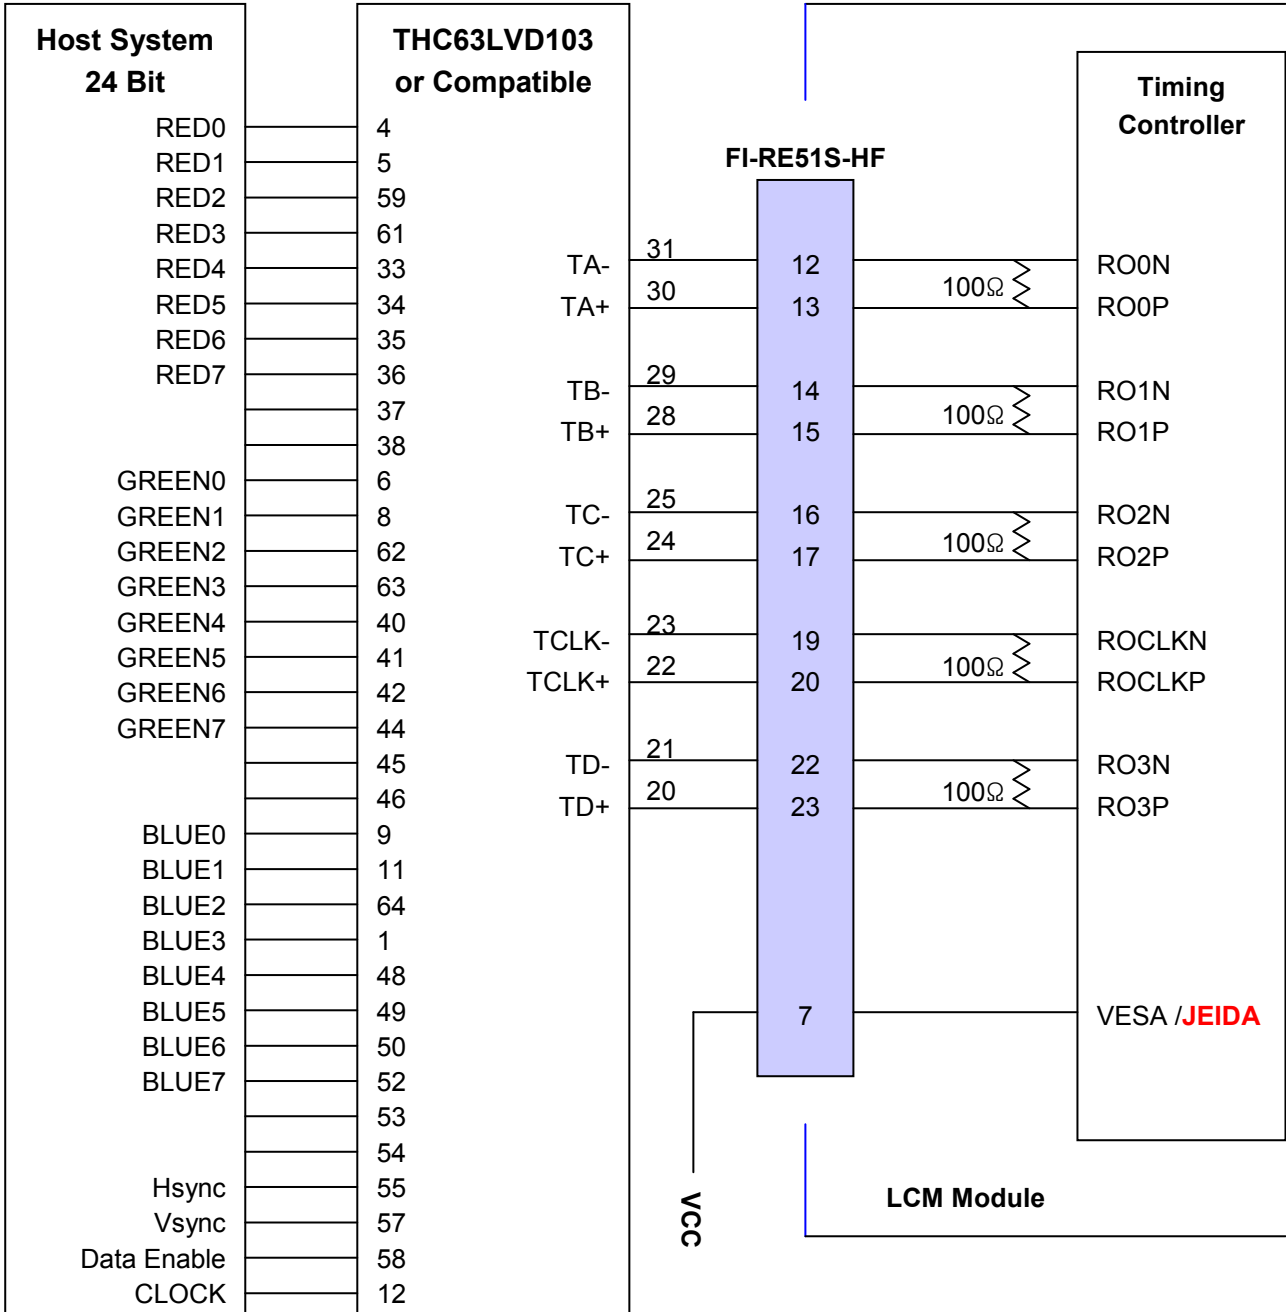 Host System
24 Bit
RED0
RED1
RED2
RED3
RED4
RED5
RED6
RED7
GREEN0
GREEN1
GREEN2
GREEN3
GREEN4
GREEN5
GREEN6
GREEN7
BLUE0
BLUE1
BLUE2
BLUE3
BLUE4
BLUE5
BLUE6
BLUE7
Hsync
Vsync
Data Enable
CLOCK
THC63LVD103
or Compatible
4
5
59
61
33
34
35
36
37
38
6
8
62
63
40
41
42
44
45
46
9
11
64
1
48
49
50
52
53
54
55
57
58
12
TA-
TA+
TB-
TB+
TC-
TC+
TCLK-
TCLK+
TD-
TD+
31
30
29
28
25
24
23
22
21
20
FI-RE51S-HF
12
13
14
15
16
17
19
20
22
23
7
VCC
100Ω
100Ω
100Ω
100Ω
100Ω
Timing
Controller
RO0N
RO0P
RO1N
RO1P
RO2N
RO2P
ROCLKN
ROCLKP
RO3N
RO3P
VESA /JEIDA
LCM Module